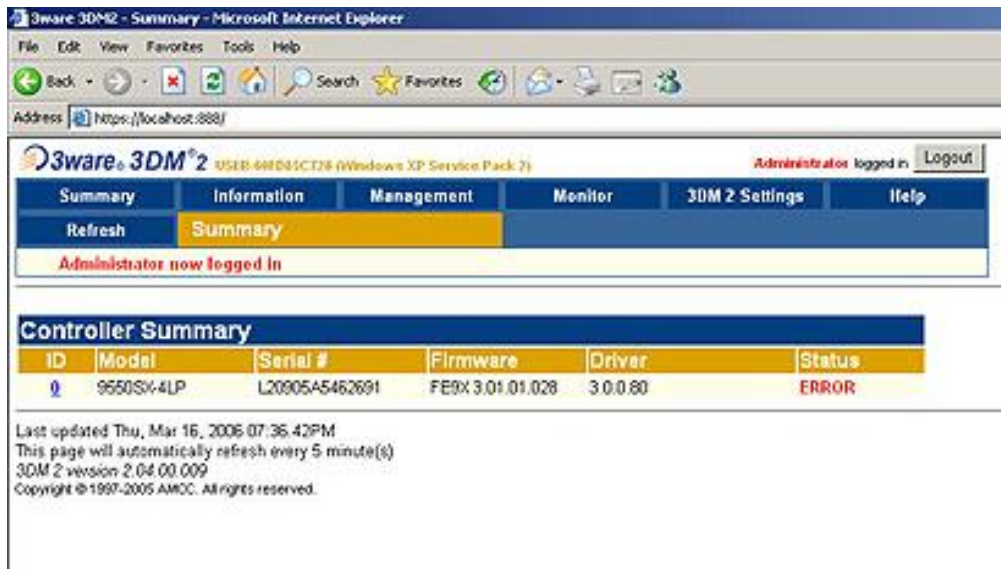 3ware 3DM2 - Summary - Microsoft Internet Explorer
File Edit View Favorites Tools Help
Back Search Favorites
Address https://localhost:888/
3ware® 3DM®2 (Windows XP Service Pack 2) Administrator logged in Logout
Summary Information Management Monitor 3DM 2 Settings Help
Refresh Summary
Administrator now logged in
Controller Summary
ID Model Serial # Firmware Driver Status
0 9550SX-4LP L20905A5462691 FE9X 3.01.01.028 3.0.0.80 ERROR
Last updated Thu, Mar 16, 2006 07:36.42PM
This page will automatically refresh every 5 minute(s)
3DM 2 version 2.04.00.009
Copyright © 1997-2005 AMCC. All rights reserved.